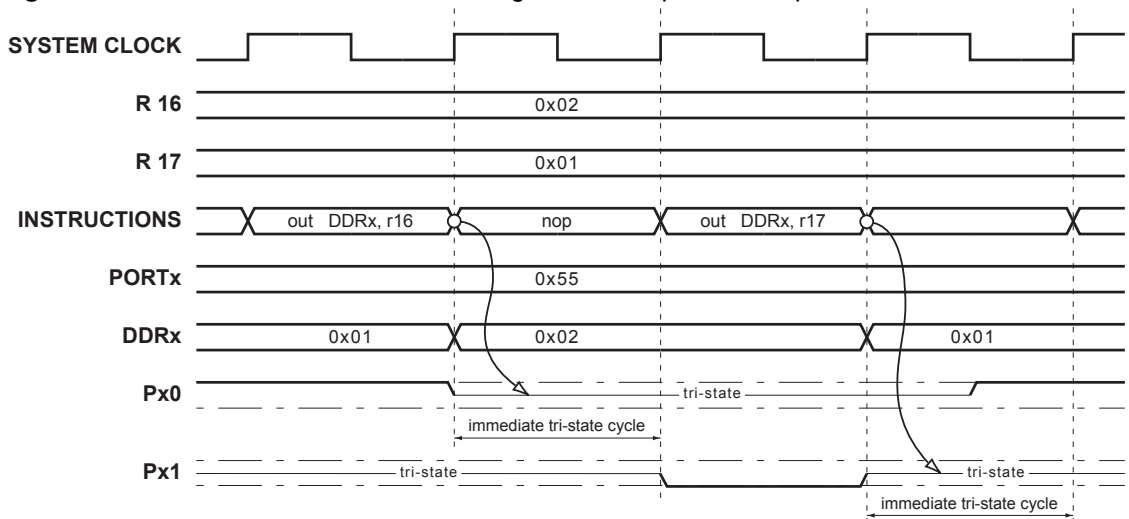 SYSTEM CLOCK
R 16
0x02
R 17
0x01
INSTRUCTIONS
out DDRx, r16
nop
out DDRx, r17
PORTx
0x55
DDRx
0x01
0x02
0x01
Px0
tri-state
immediate tri-state cycle
Px1
tri-state
tri-state
immediate tri-state cycle